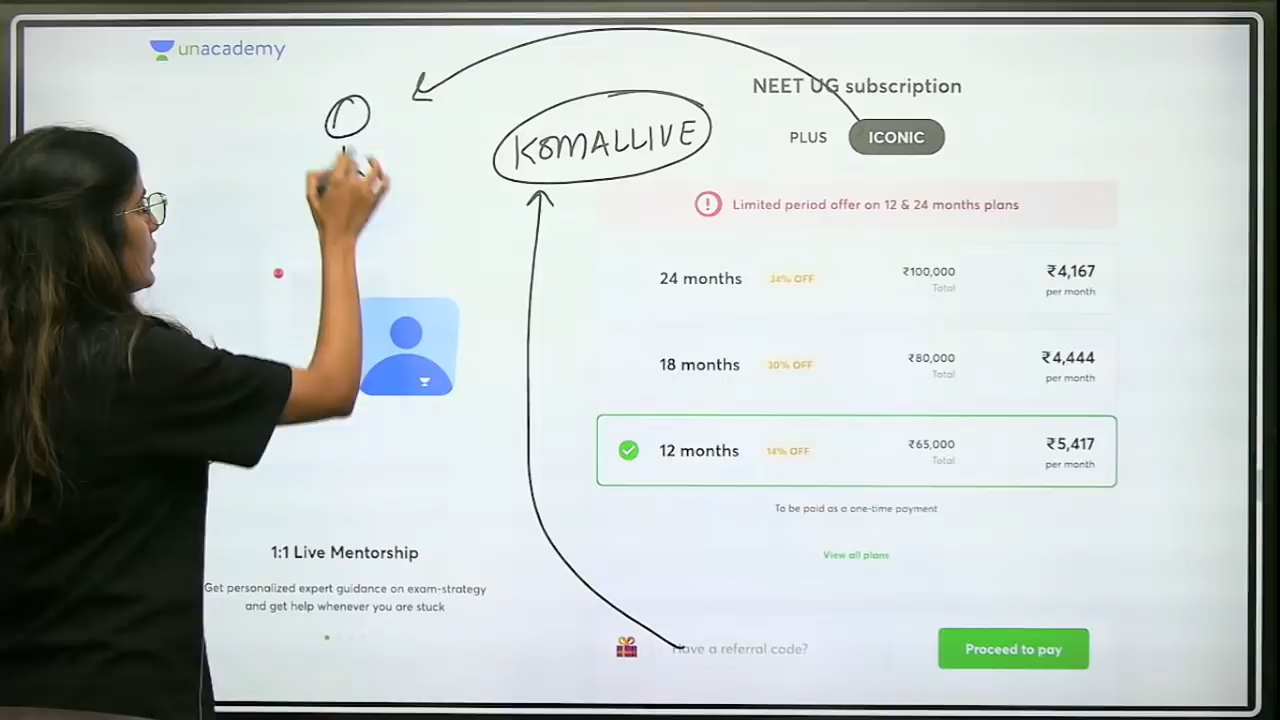 unacademy
NEET UG subscription
KOMALLIVE
PLUS ICONIC
Limited period offer on 12 & 24 months plans
24 months 34% OFF ₹100,000 ₹4,167
Total per month
18 months 30% OFF ₹80,000 ₹4,444
Total per month
12 months 14% OFF ₹65,000 ₹5,417
Total per month
To be paid as a one-time payment
View all plans
1:1 Live Mentorship
Get personalized expert guidance on exam-strategy
and get help whenever you are stuck
Have a referral code? Proceed to pay